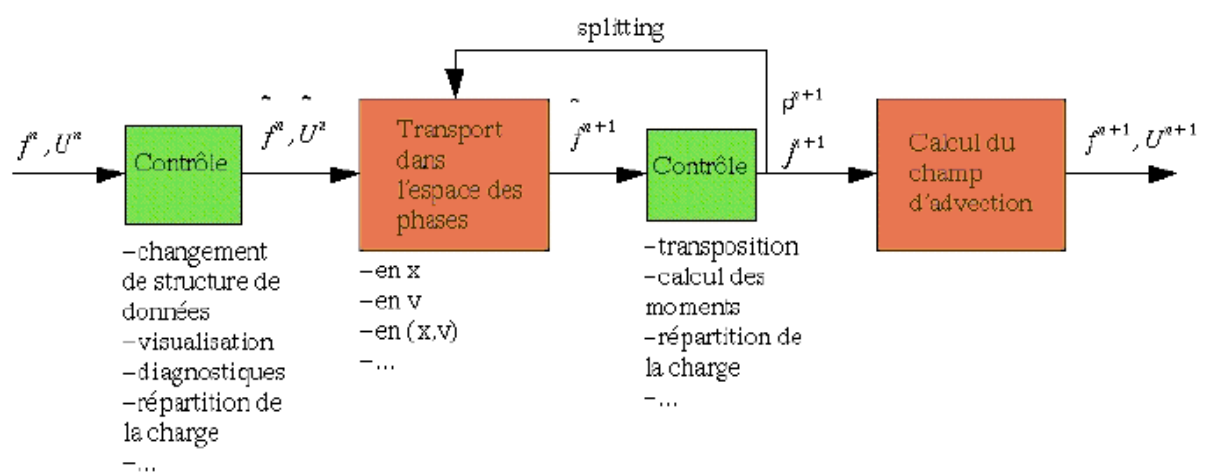 splitting
f^n, U^n
Contrôle
f̃^n, Ũ^n
Transport
dans
l'espace des
phases
f̃^{n+1}
Contrôle
ρ^{n+1}
f^{n+1}
Calcul du
champ
d'advection
f^{n+1}, U^{n+1}
–changement
de structure de
données
–visualisation
–diagnostiques
–répartition de
la charge
–...
–en x
–en v
–en (x,v)
–...
–transposition
–calcul des
moments
–répartition de
la charge
–...